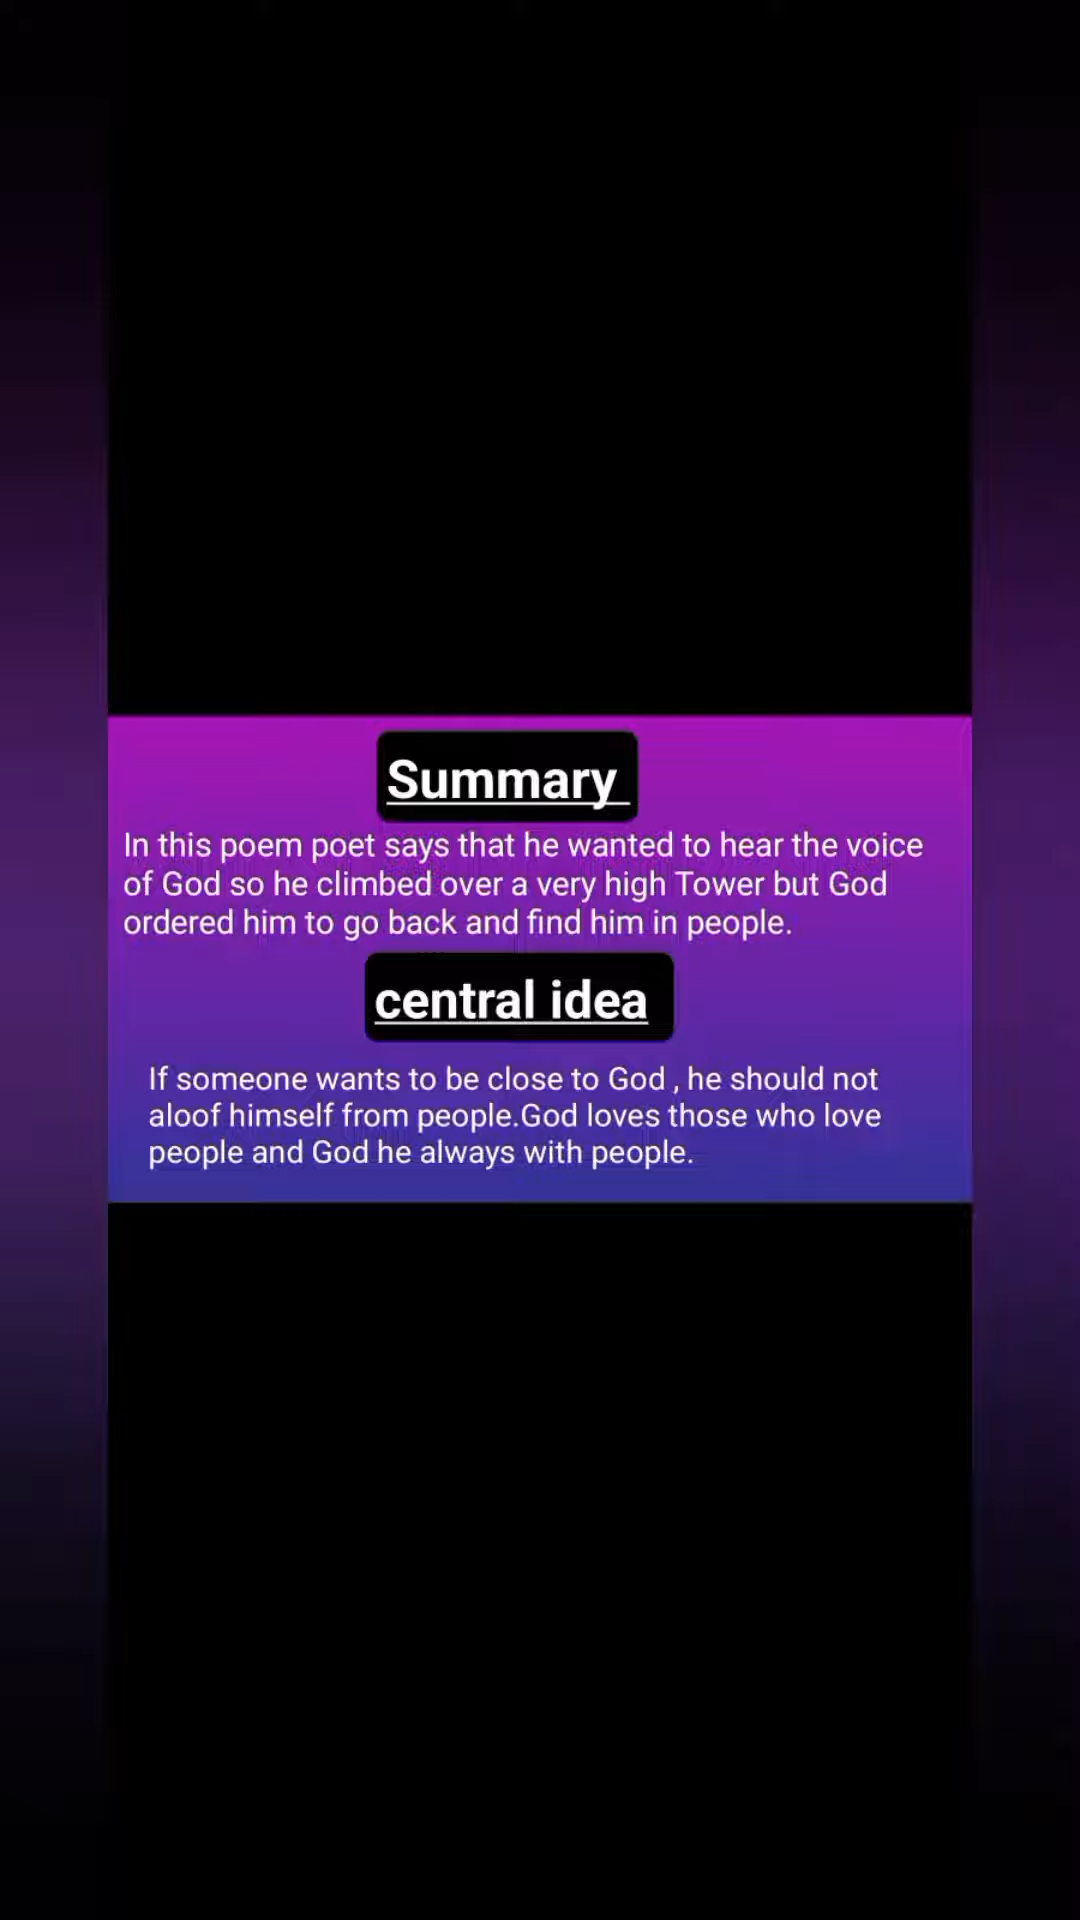 Summary
In this poem poet says that he wanted to hear the voice
of God so he climbed over a very high Tower but God
ordered him to go back and find him in people.
central idea
If someone wants to be close to God , he should not
aloof himself from people.God loves those who love
people and God he always with people.